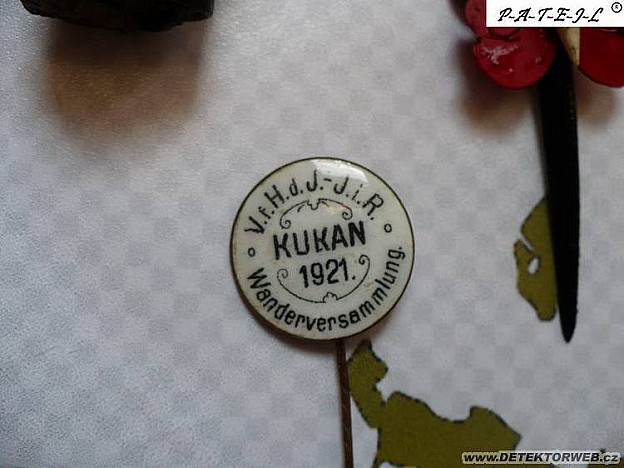 P-A-T-E-J-L ©
V.f.H.d.J.-J.i.R.
KUKAN
1921.
Wanderversammlung.
www.DETEKTORWEB.cz